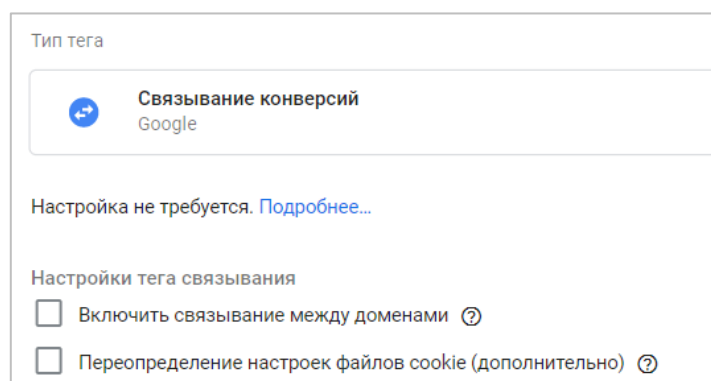 Тип тега
Связывание конверсий
Google
Настройка не требуется. Подробнее...
Настройки тега связывания
Включить связывание между доменами
Переопределение настроек файлов cookie (дополнительно)